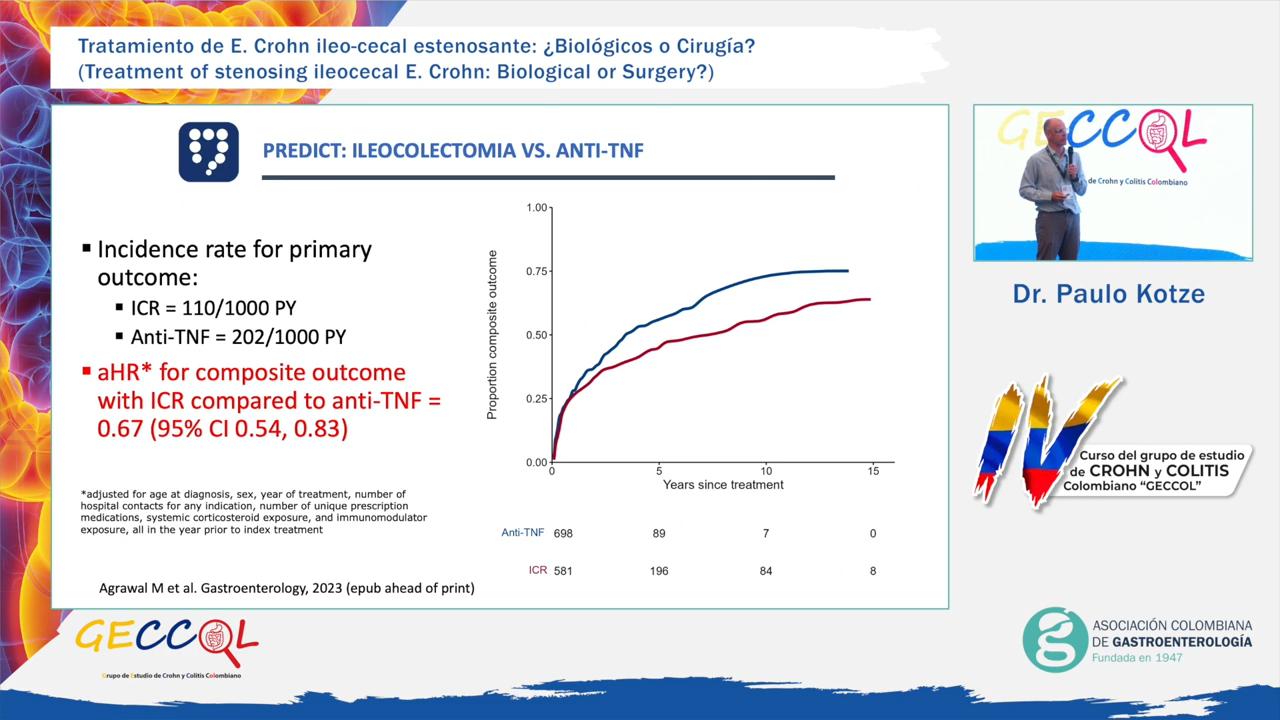 Tratamiento de E. Crohn ileo-cecal estenosante: ¿Biológicos o Cirugía?
(Treatment of stenosing ileocecal E. Crohn: Biological or Surgery?)
PREDICT: ILEOCOLECTOMIA VS. ANTI-TNF
Incidence rate for primary
outcome:
ICR = 110/1000 PY
Anti-TNF = 202/1000 PY
aHR* for composite outcome
with ICR compared to anti-TNF =
0.67 (95% CI 0.54, 0.83)
*adjusted for age at diagnosis, sex, year of treatment, number of
hospital contacts for any indication, number of unique prescription
medications, systemic corticosteroid exposure, and immunomodulator
exposure, all in the year prior to index treatment
Agrawal M et al. Gastroenterology, 2023 (epub ahead of print)
Proportion composite outcome
1.00
0.75
0.50
0.25
0.00
0 5 10 15
Years since treatment
Anti-TNF 698 89 7 0
ICR 581 196 84 8
GECCOL
de Crohn y Colitis Colombiano
Dr. Paulo Kotze
IV
Curso del grupo de estudio
de CROHN y COLITIS
Colombiano "GECCOL"
GECCOL
Grupo de Estudio de Crohn y Colitis Colombiano
ASOCIACIÓN COLOMBIANA
DE GASTROENTEROLOGÍA
Fundada en 1947